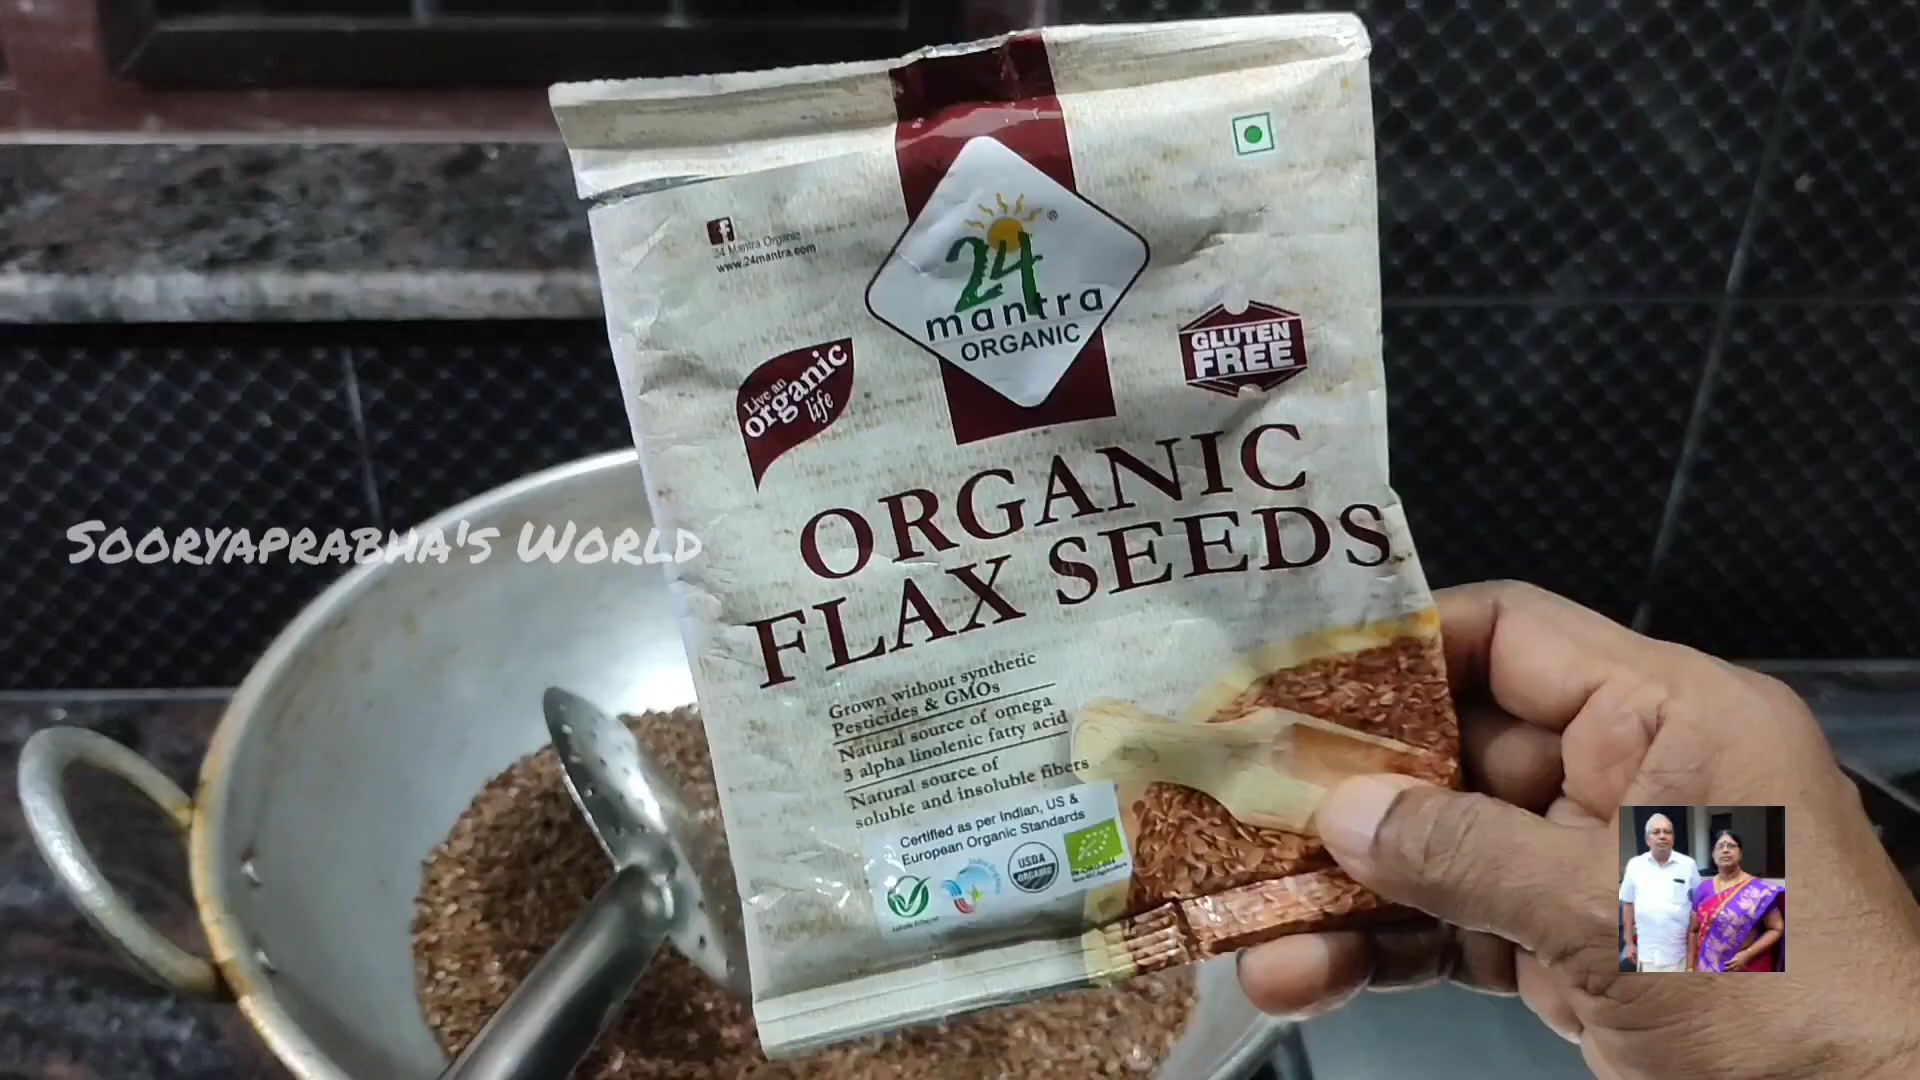 24 Mantra Organic
www.24mantra.com
24
mantra
ORGANIC
®
Live an
organic
life
GLUTEN
FREE
ORGANIC
FLAX SEEDS
SOORYAPRABHA'S WORLD
Grown without synthetic
Pesticides & GMOs
Natural source of omega
3 alpha linolenic fatty acid
Natural source of
soluble and insoluble fibers
Certified as per Indian, US &
European Organic Standards
USDA
ORGANIC